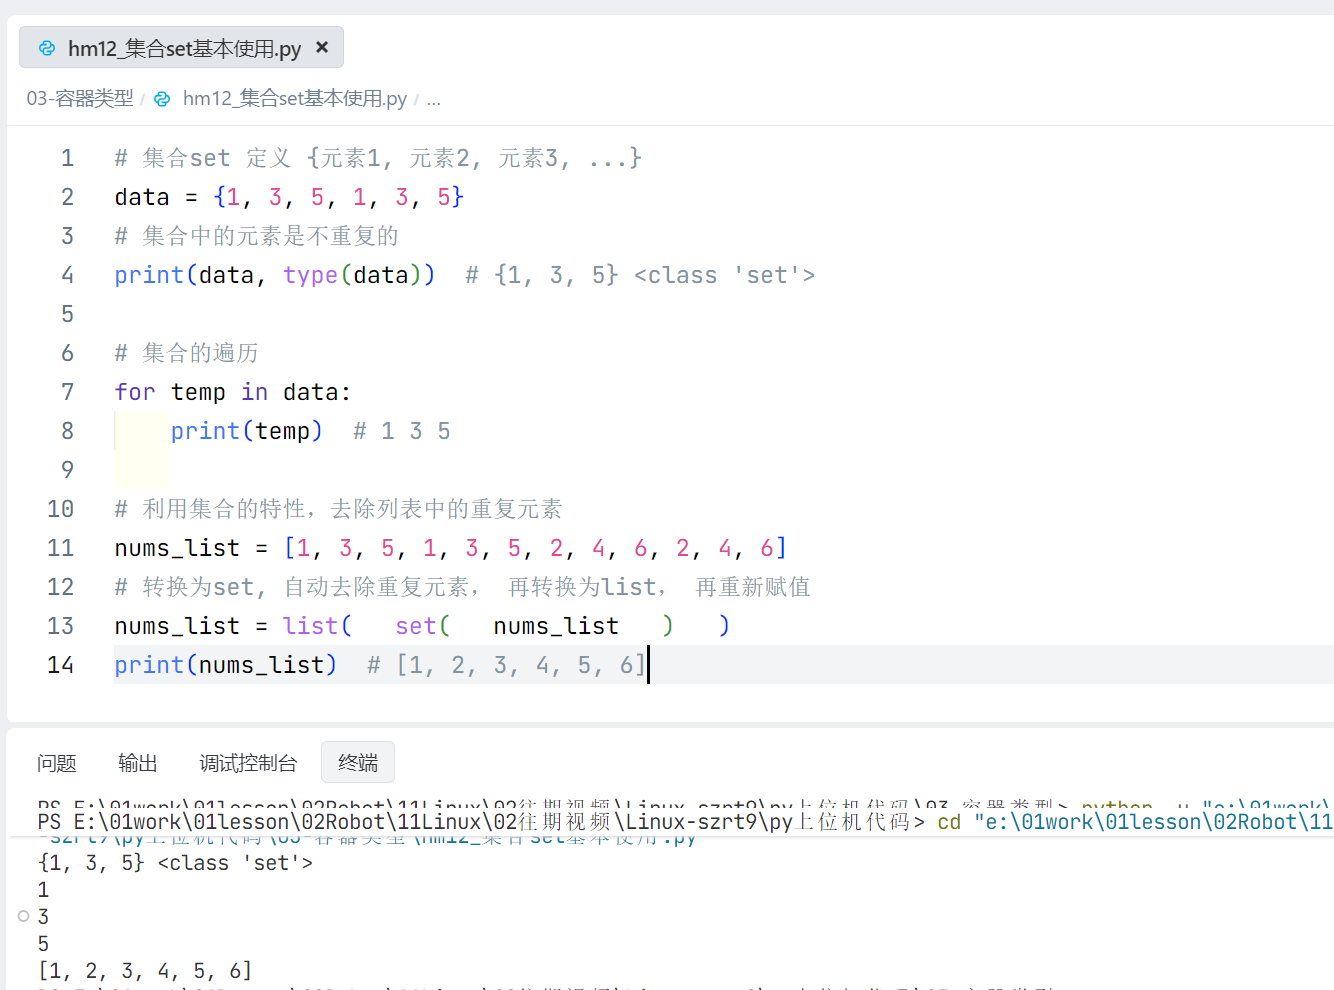 hm12_集合set基本使用.py ×
03-容器类型 / hm12_集合set基本使用.py / ...
1 # 集合set 定义 {元素1, 元素2, 元素3, ...}
2 data = {1, 3, 5, 1, 3, 5}
3 # 集合中的元素是不重复的
4 print(data, type(data))  # {1, 3, 5} <class 'set'>
5
6 # 集合的遍历
7 for temp in data:
8     print(temp)  # 1 3 5
9
10 # 利用集合的特性，去除列表中的重复元素
11 nums_list = [1, 3, 5, 1, 3, 5, 2, 4, 6, 2, 4, 6]
12 # 转换为set, 自动去除重复元素， 再转换为list， 再重新赋值
13 nums_list = list(   set(   nums_list   )   )
14 print(nums_list)  # [1, 2, 3, 4, 5, 6]
问题 输出 调试控制台 终端
PS E:\01work\01lesson\02Robot\11Linux\02往期视频\Linux-szrt9\py上位机代码\03-容器类型> python -u "e:\01work\
PS E:\01work\01lesson\02Robot\11Linux\02往期视频\Linux-szrt9\py上位机代码> cd "e:\01work\01lesson\02Robot\11
-szrt9\py上位机代码\03-容器类型\hm12_集合set基本使用.py"
{1, 3, 5} <class 'set'>
1
3
5
[1, 2, 3, 4, 5, 6]